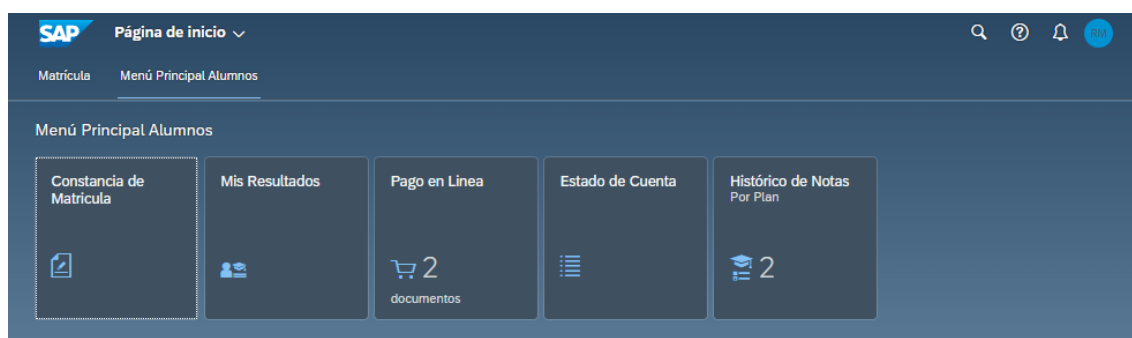 SAP Página de inicio RM
Matrícula Menú Principal Alumnos
Menú Principal Alumnos
Constancia de
Matricula
Mis Resultados
Pago en Linea
2
documentos
Estado de Cuenta
Histórico de Notas
Por Plan
2